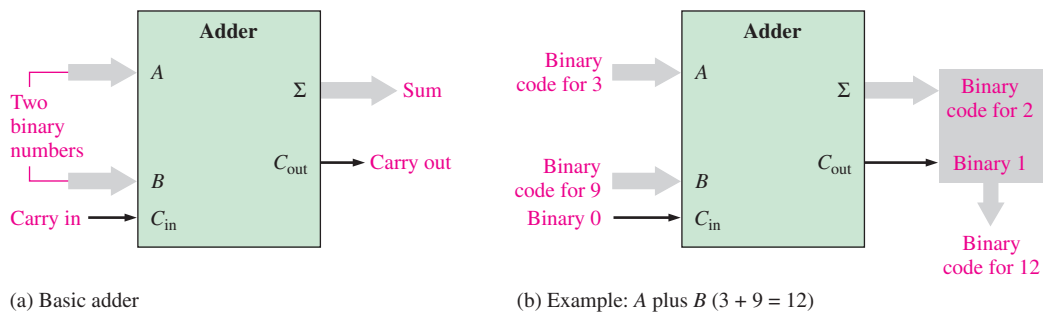 Adder
A
Two
binary
numbers
Σ
Sum
B
Cout
Carry out
Carry in
Cin
(a) Basic adder
Adder
Binary
code for 3
A
Σ
Binary
code for 2
Binary
code for 9
B
Cout
Binary 1
Binary 0
Cin
Binary
code for 12
(b) Example: A plus B (3 + 9 = 12)